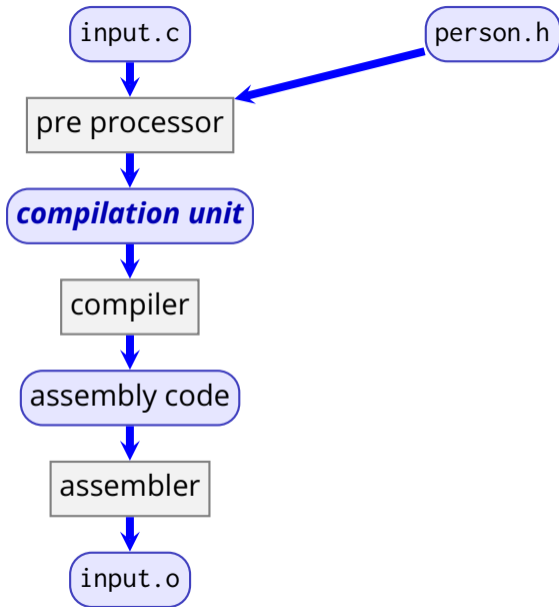 input.c
person.h
pre processor
compilation unit
compiler
assembly code
assembler
input.o